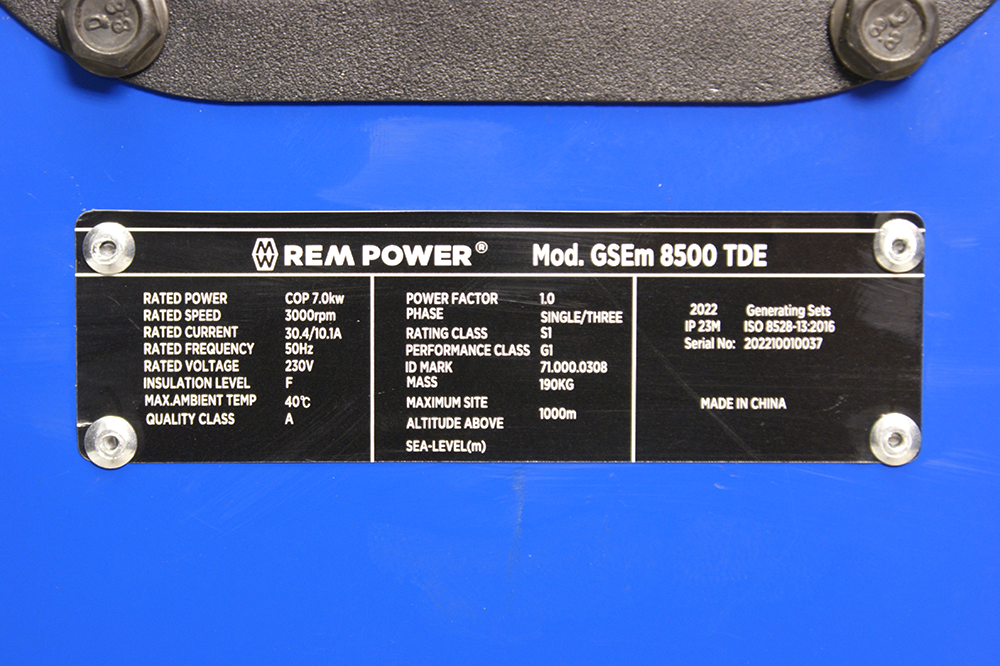 REM POWER® Mod. GSEm 8500 TDE
RATED POWER COP 7.0kw
RATED SPEED 3000rpm
RATED CURRENT 30.4/10.1A
RATED FREQUENCY 50Hz
RATED VOLTAGE 230V
INSULATION LEVEL F
MAX.AMBIENT TEMP 40℃
QUALITY CLASS A
POWER FACTOR 1.0
PHASE SINGLE/THREE
RATING CLASS S1
PERFORMANCE CLASS G1
ID MARK 71.000.0308
MASS 190KG
MAXIMUM SITE
ALTITUDE ABOVE 1000m
SEA-LEVEL(m)
2022 Generating Sets
IP 23M ISO 8528-13:2016
Serial No: 202210010037
MADE IN CHINA
8.8